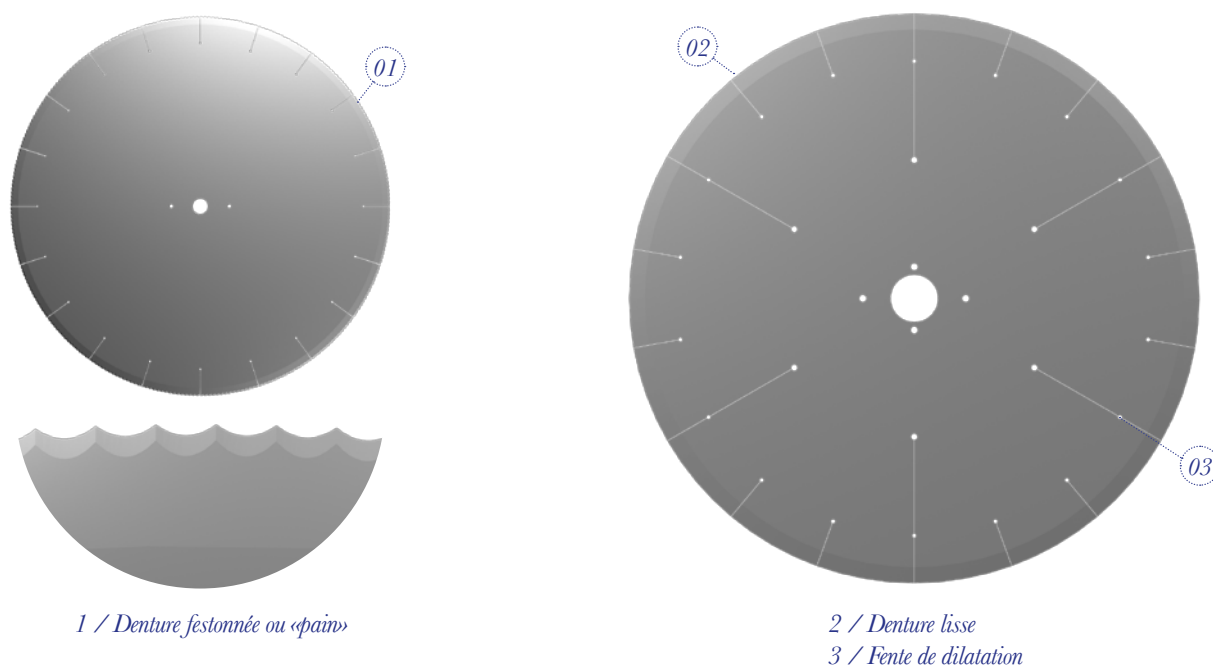 01
02
03
1 / Denture festonnée ou «pain»
2 / Denture lisse
3 / Fente de dilatation